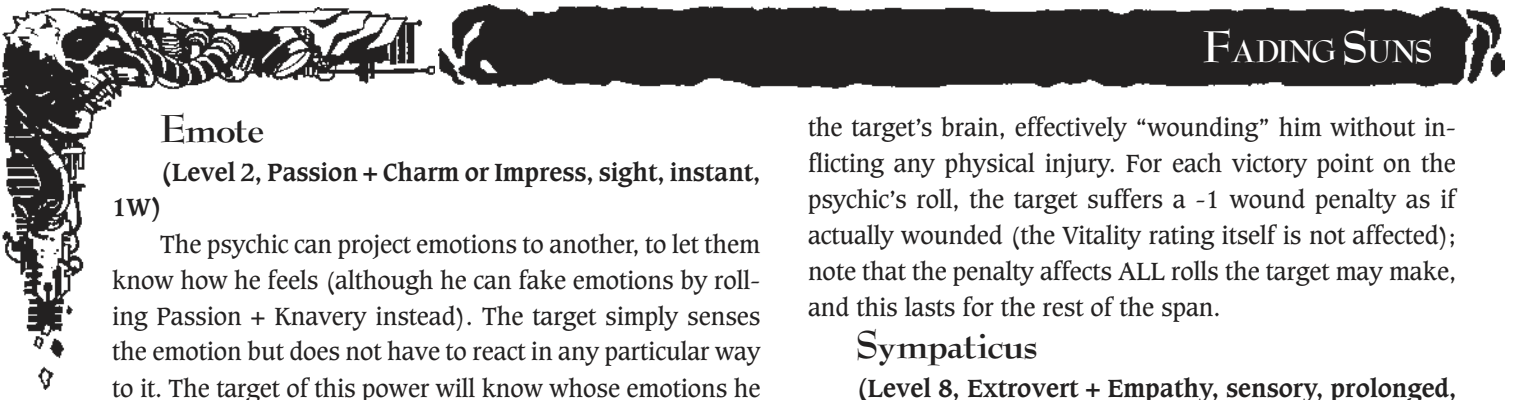 FADING SUNS
Emote
(Level 2, Passion + Charm or Impress, sight, instant,
1W)
The psychic can project emotions to another, to let them
know how he feels (although he can fake emotions by roll-
ing Passion + Knavery instead). The target simply senses
the emotion but does not have to react in any particular way
to it. The target of this power will know whose emotions he
the target's brain, effectively “wounding” him without in-
flicting any physical injury. For each victory point on the
psychic's roll, the target suffers a -1 wound penalty as if
actually wounded (the Vitality rating itself is not affected);
note that the penalty affects ALL rolls the target may make,
and this lasts for the rest of the span.
Sympaticus
(Level 8, Extrovert + Empathy, sensory, prolonged,